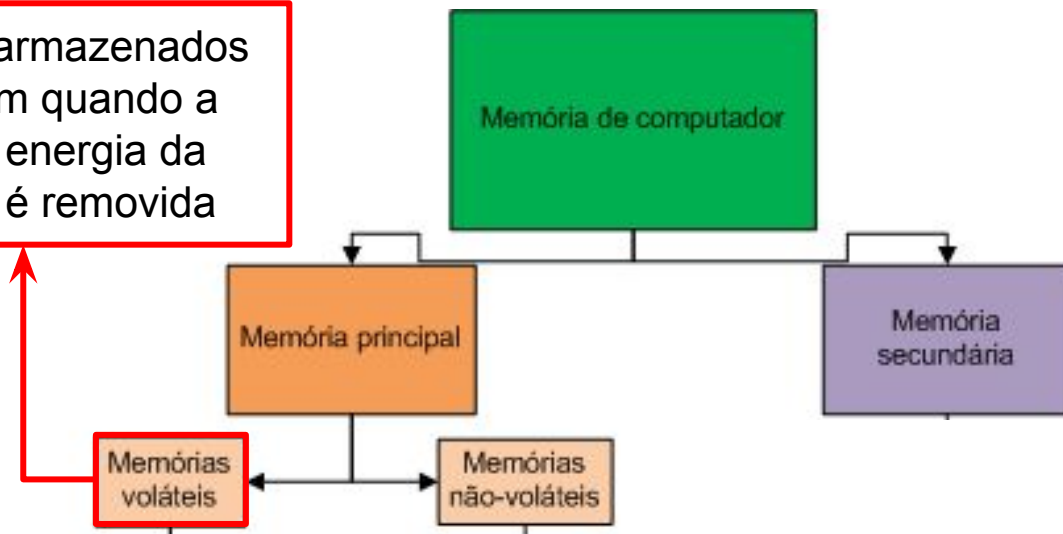 armazenados
m quando a
energia da
é removida
Memória de computador
Memória principal
Memória
secundária
Memórias
voláteis
Memórias
não-voláteis